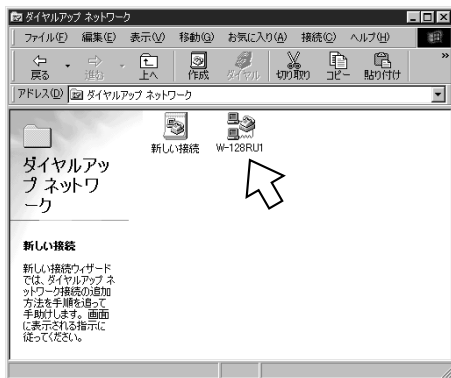 ダイヤルアップ ネットワーク
ファイル(F) 編集(E) 表示(V) 移動(G) お気に入り(A) 接続(C) ヘルプ(H)
戻る 進む 上へ 作成 ダイヤル 切り取り コピー 貼り付け »
アドレス(D) ダイヤルアップ ネットワーク
新しい接続 W-128RU1
ダイヤルアッ
プ ネットワ
ーク
新しい接続
新しい接続ウィザード
では、ダイヤルアップ ネ
ットワーク接続の追加
方法を手順を追って
手助けします。画面
に表示される指示に
従ってください。